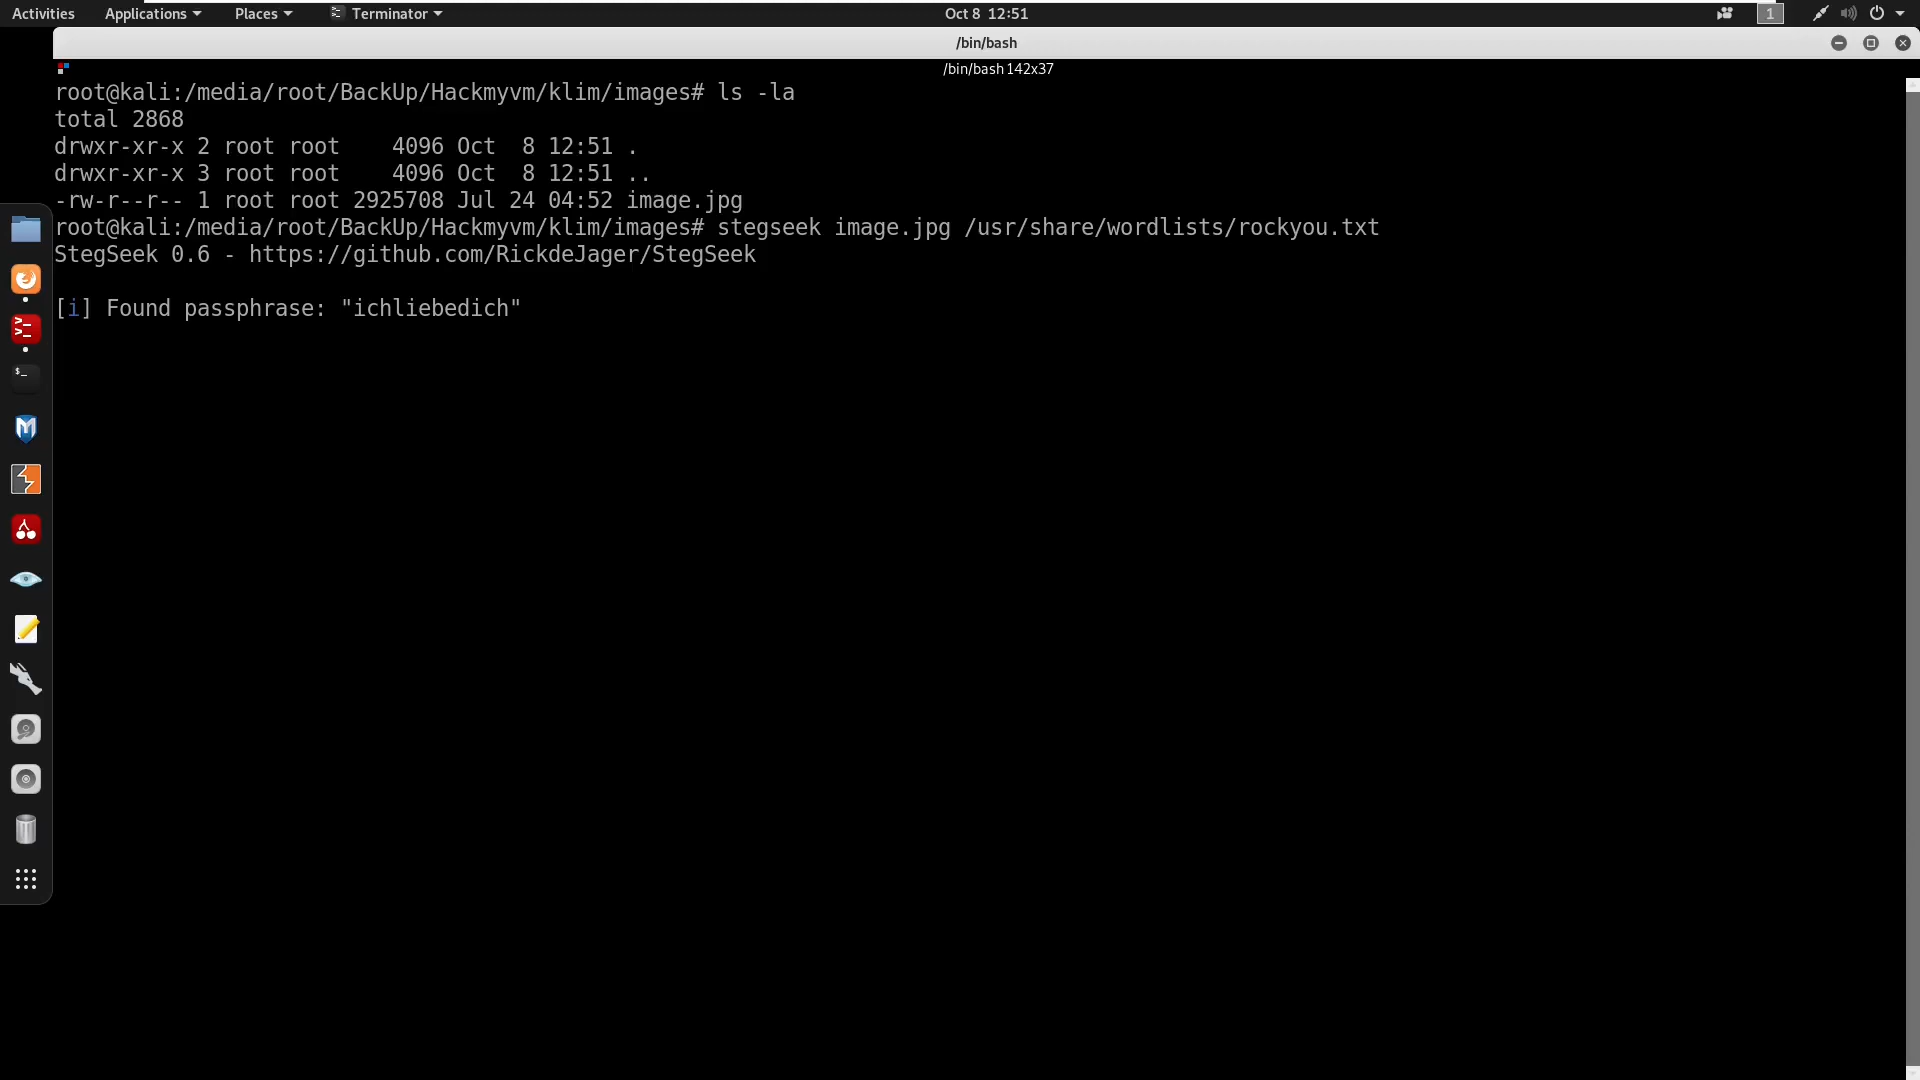 Activities Applications Places Terminator Oct 8 12:51 1
/bin/bash
/bin/bash 142x37
root@kali:/media/root/BackUp/Hackmyvm/klim/images# ls -la
total 2868
drwxr-xr-x 2 root root    4096 Oct  8 12:51 .
drwxr-xr-x 3 root root    4096 Oct  8 12:51 ..
-rw-r--r-- 1 root root 2925708 Jul 24 04:52 image.jpg
root@kali:/media/root/BackUp/Hackmyvm/klim/images# stegseek image.jpg /usr/share/wordlists/rockyou.txt
StegSeek 0.6 - https://github.com/RickdeJager/StegSeek
[i] Found passphrase: "ichliebedich"